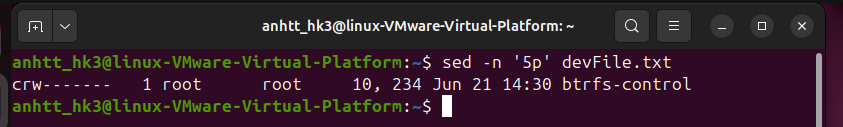 anhtt_hk3@linux-VMware-Virtual-Platform: ~
anhtt_hk3@linux-VMware-Virtual-Platform:~$ sed -n '5p' devFile.txt
crw-------   1 root      root     10, 234 Jun 21 14:30 btrfs-control
anhtt_hk3@linux-VMware-Virtual-Platform:~$